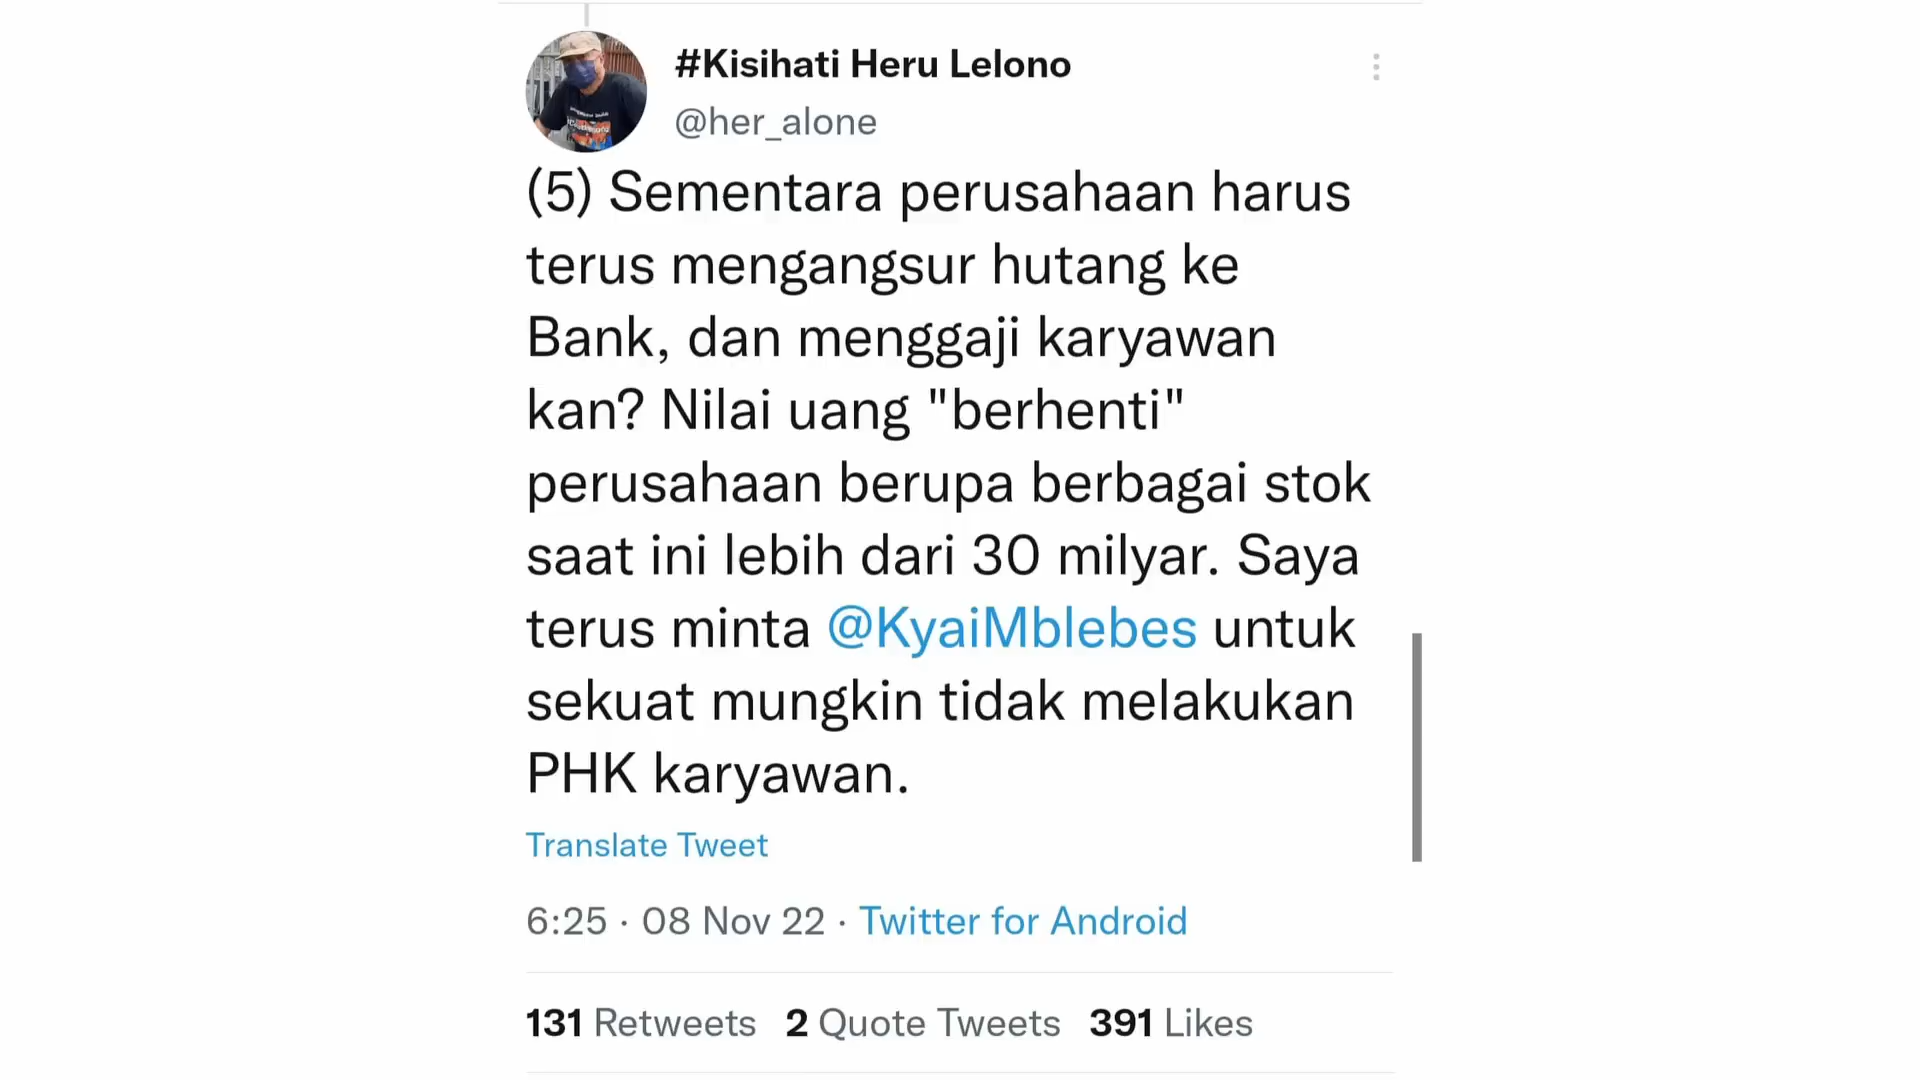 #Kisihati Heru Lelono
@her_alone
(5) Sementara perusahaan harus
terus mengangsur hutang ke
Bank, dan menggaji karyawan
kan? Nilai uang "berhenti"
perusahaan berupa berbagai stok
saat ini lebih dari 30 milyar. Saya
terus minta @KyaiMblebes untuk
sekuat mungkin tidak melakukan
PHK karyawan.
Translate Tweet
6:25 · 08 Nov 22 · Twitter for Android
131 Retweets 2 Quote Tweets 391 Likes